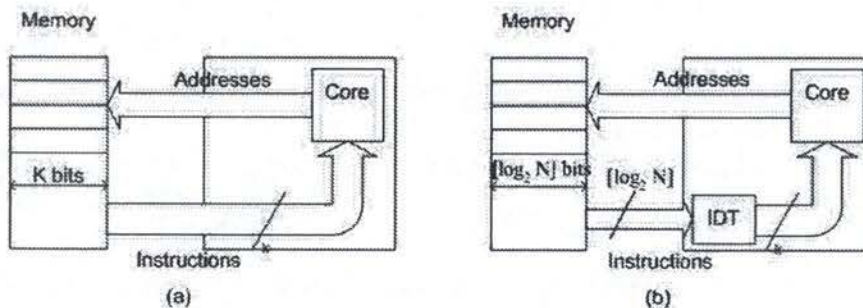 Memory
Addresses
Core
K bits
Instructions
k
(a)
Memory
Addresses
Core
⌈log₂ N⌉ bits
⌈log₂ N⌉
IDT
Instructions
k
(b)